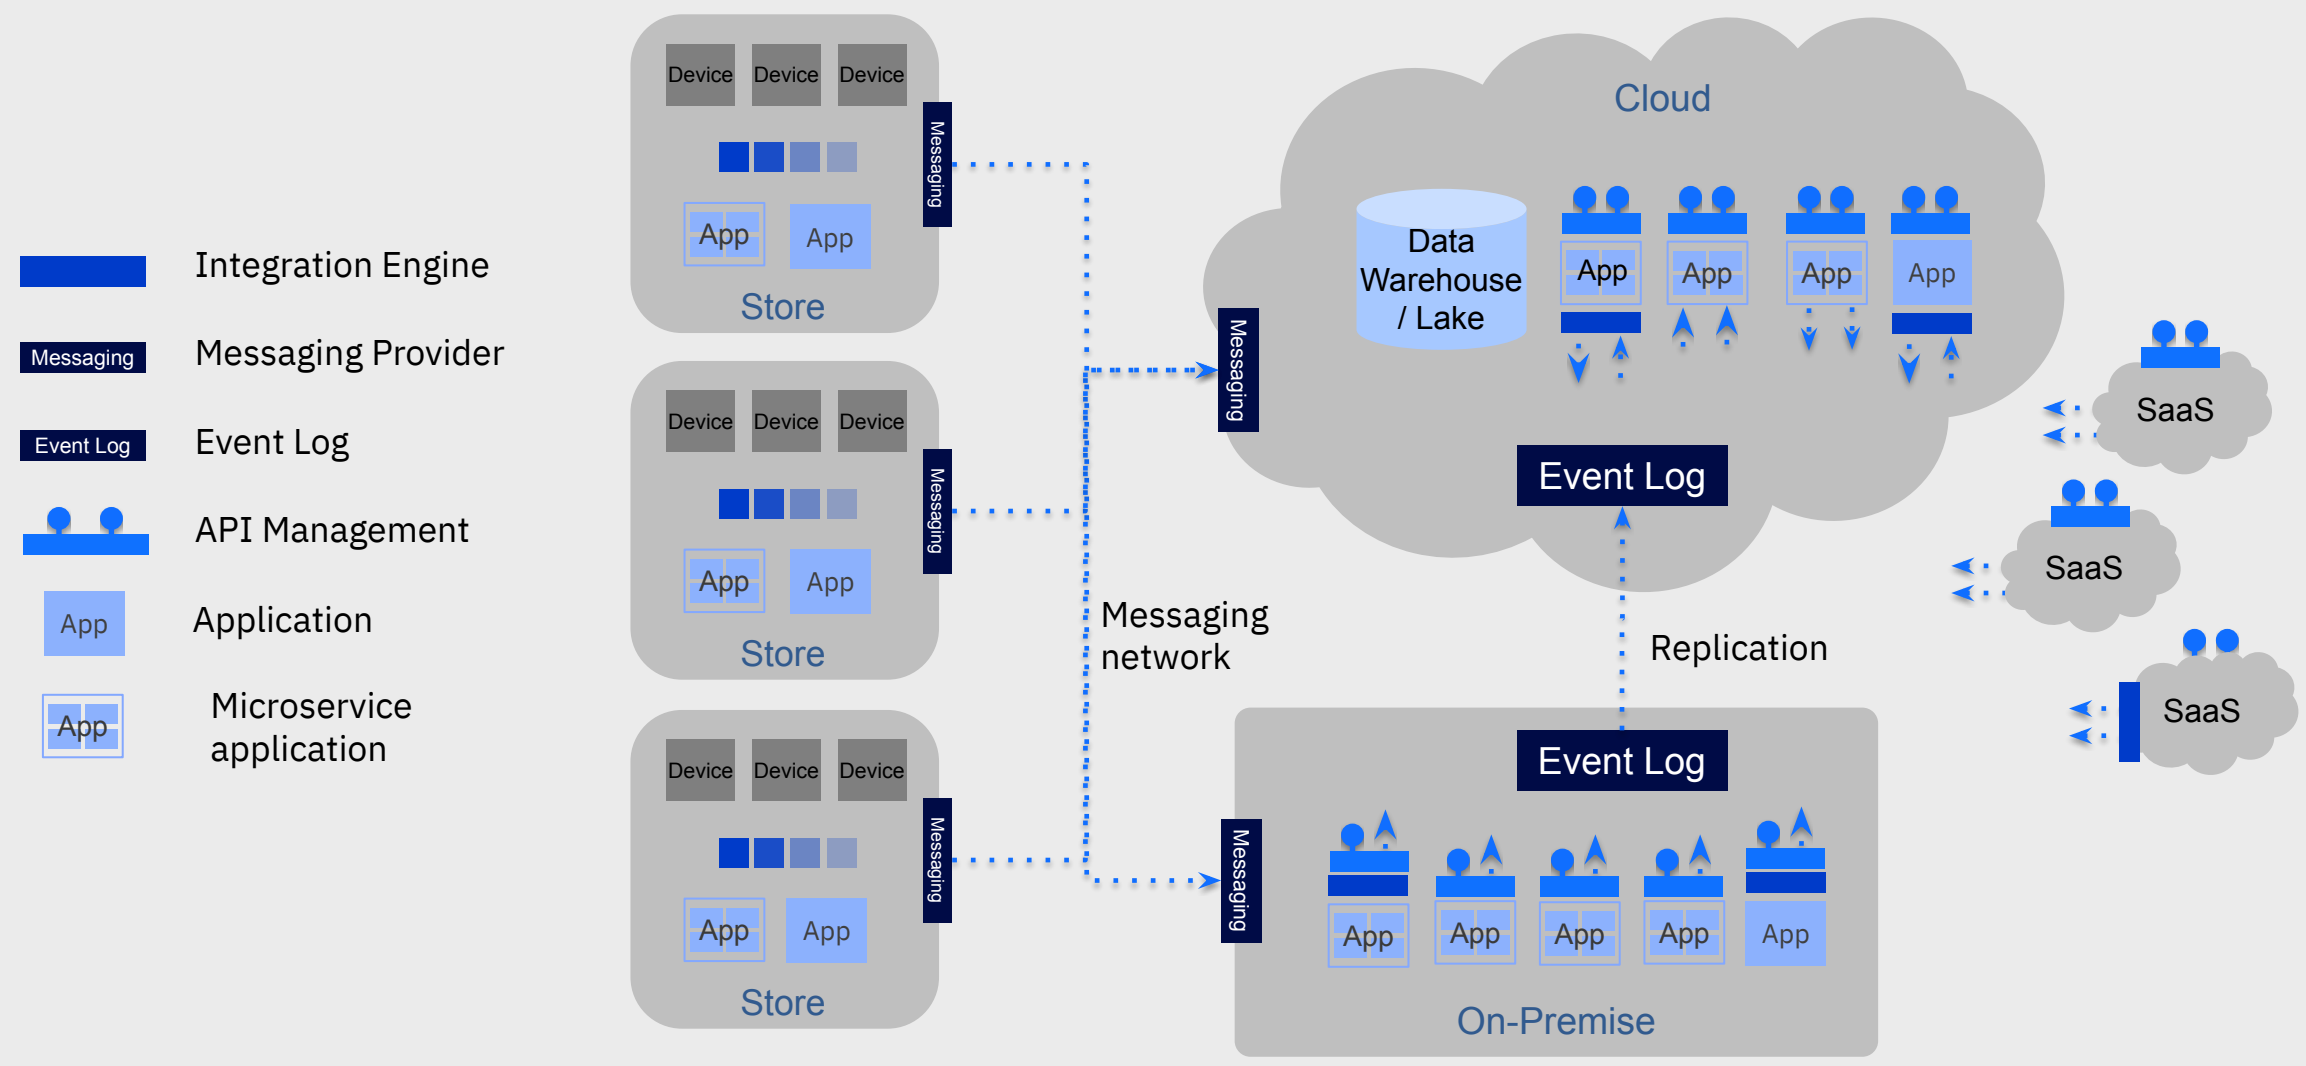 Integration Engine
Messaging
Messaging Provider
Event Log
Event Log
API Management
App
Application
App
Microservice
application
Device
Device
Device
Messaging
App
App
Store
Device
Device
Device
Messaging
App
App
Store
Device
Device
Device
Messaging
App
App
Store
Messaging
network
Cloud
Messaging
Data
Warehouse
/ Lake
App
App
App
App
Event Log
Replication
Event Log
Messaging
App
App
App
App
App
On-Premise
SaaS
SaaS
SaaS